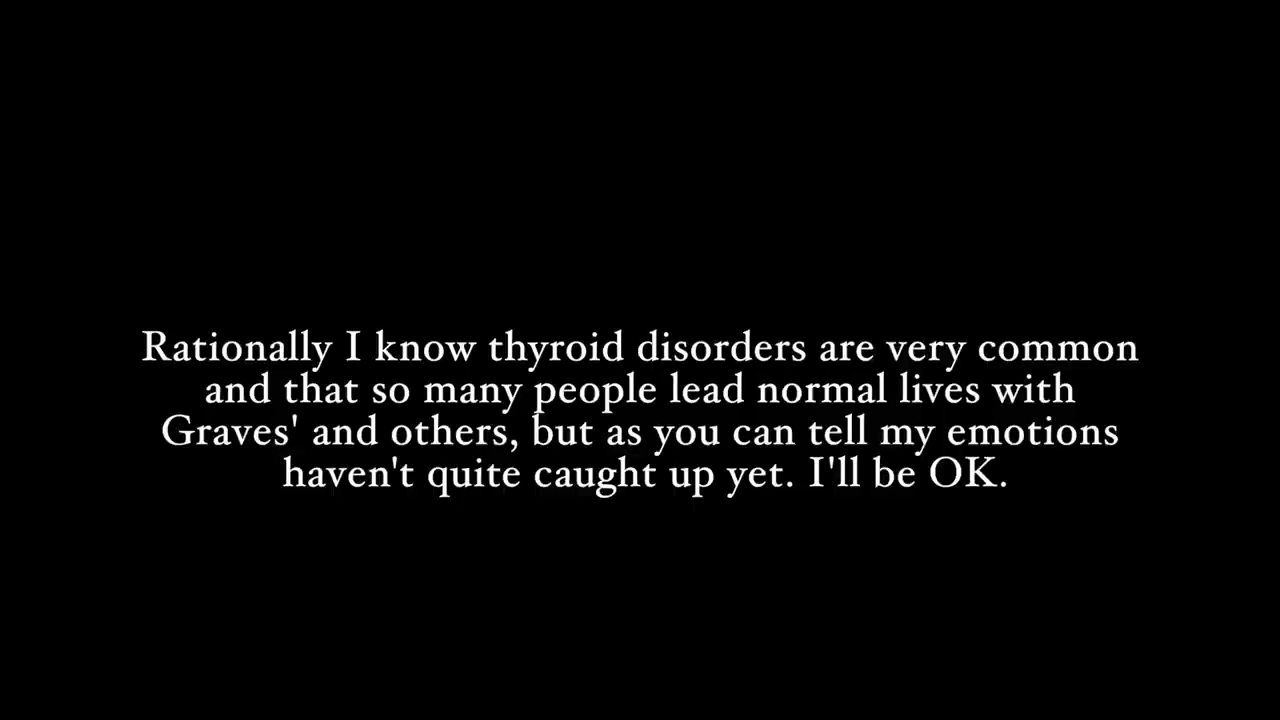 Rationally I know thyroid disorders are very common
and that so many people lead normal lives with
Graves' and others, but as you can tell my emotions
haven't quite caught up yet. I'll be OK.